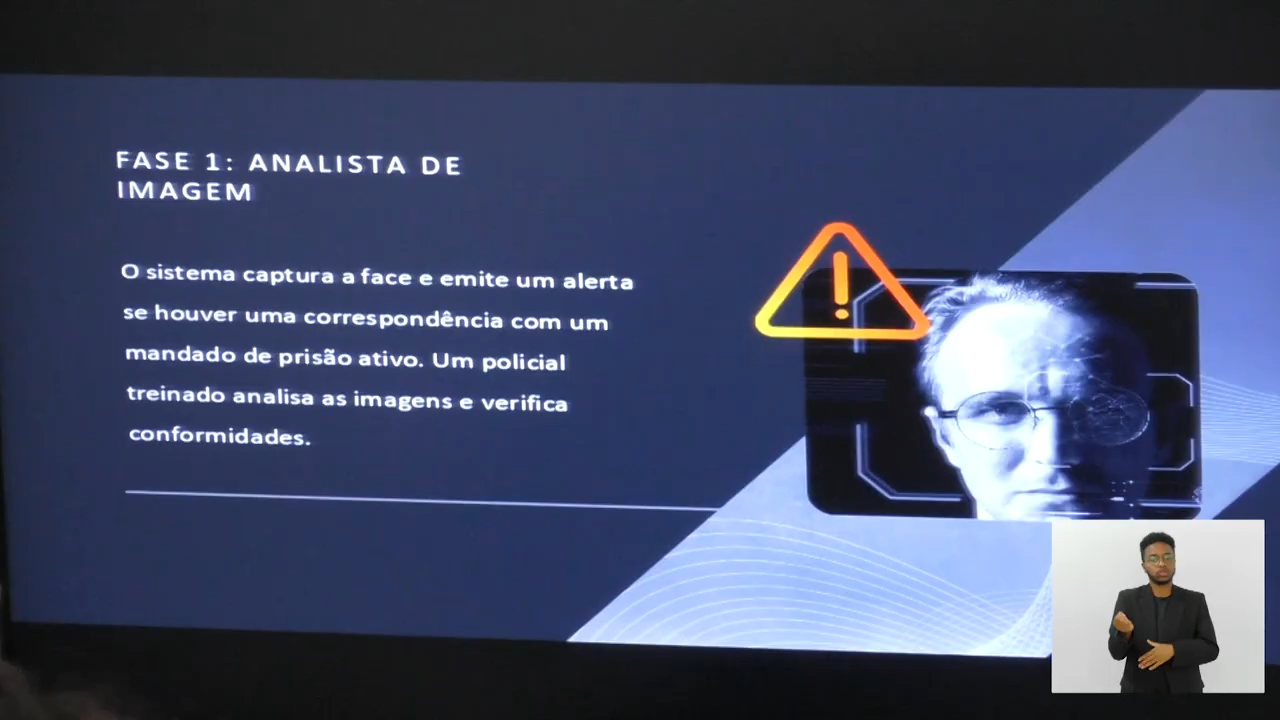 FASE 1: ANALISTA DE
IMAGEM
O sistema captura a face e emite um alerta
se houver uma correspondência com um
mandado de prisão ativo. Um policial
treinado analisa as imagens e verifica
conformidades.